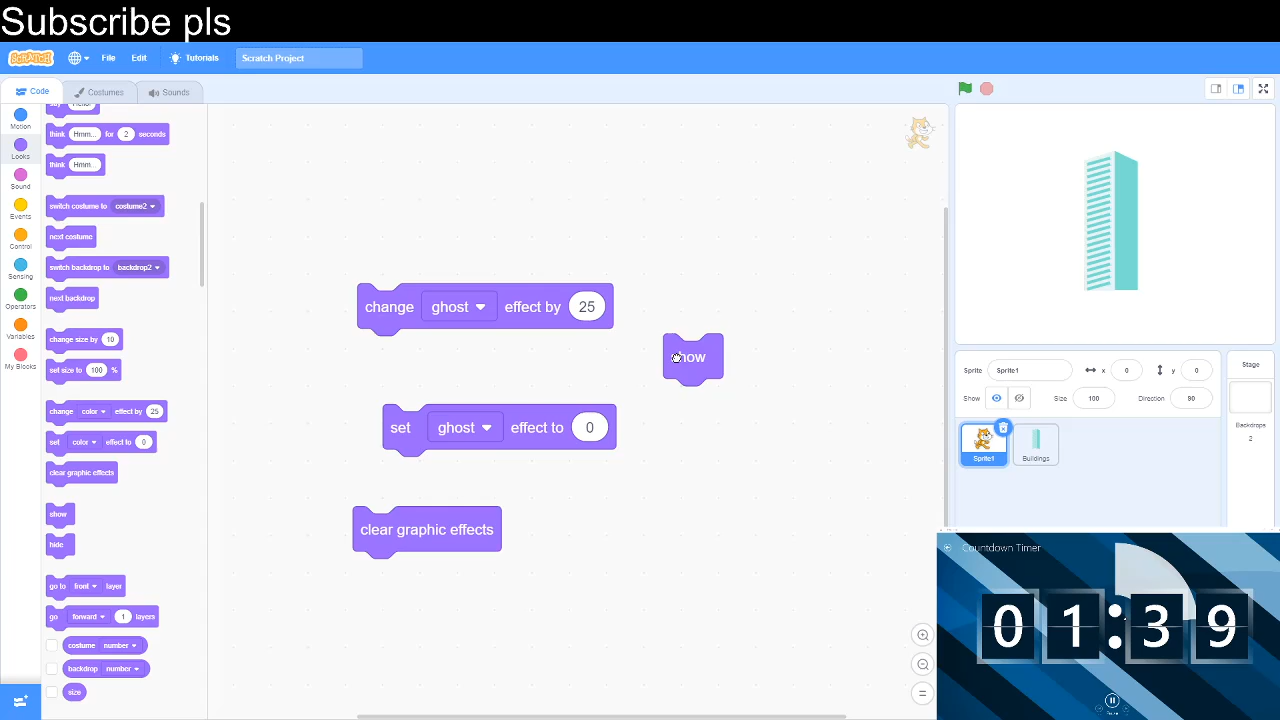 Subscribe pls
SCRATCH
File
Edit
Tutorials
Scratch Project
Code
Costumes
Sounds
Motion
Looks
Sound
Events
Control
Sensing
Operators
Variables
My Blocks
think Hmm... for 2 seconds
think Hmm...
switch costume to costume2
next costume
switch backdrop to backdrop2
next backdrop
change size by 10
set size to 100 %
change color effect by 25
set color effect to 0
clear graphic effects
show
hide
go to front layer
go forward 1 layers
costume number
backdrop number
size
change ghost effect by 25
show
set ghost effect to 0
clear graphic effects
Sprite Sprite1 x 0 y 0
Show Size 100 Direction 90
Sprite1
Buildings
Stage
Backdrops
2
Countdown Timer
01:39